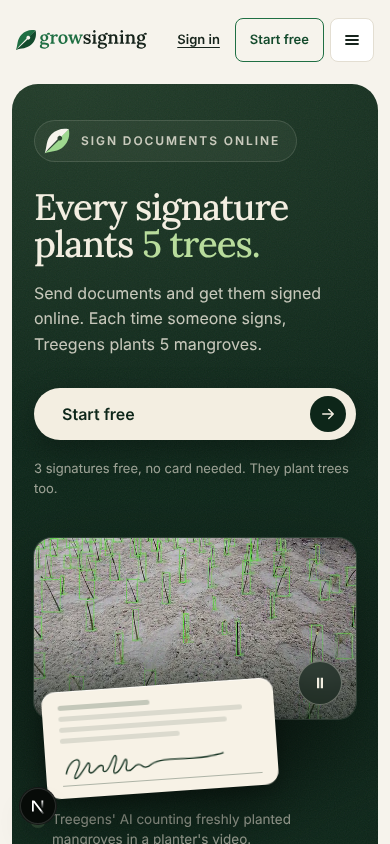 growsigning
Sign in
Start free
SIGN DOCUMENTS ONLINE
Every signature
plants 5 trees.
Send documents and get them signed
online. Each time someone signs,
Treegens plants 5 mangroves.
Start free
3 signatures free, no card needed. They plant trees
too.
N
Treegens' AI counting freshly planted
mangroves in a planter's video.